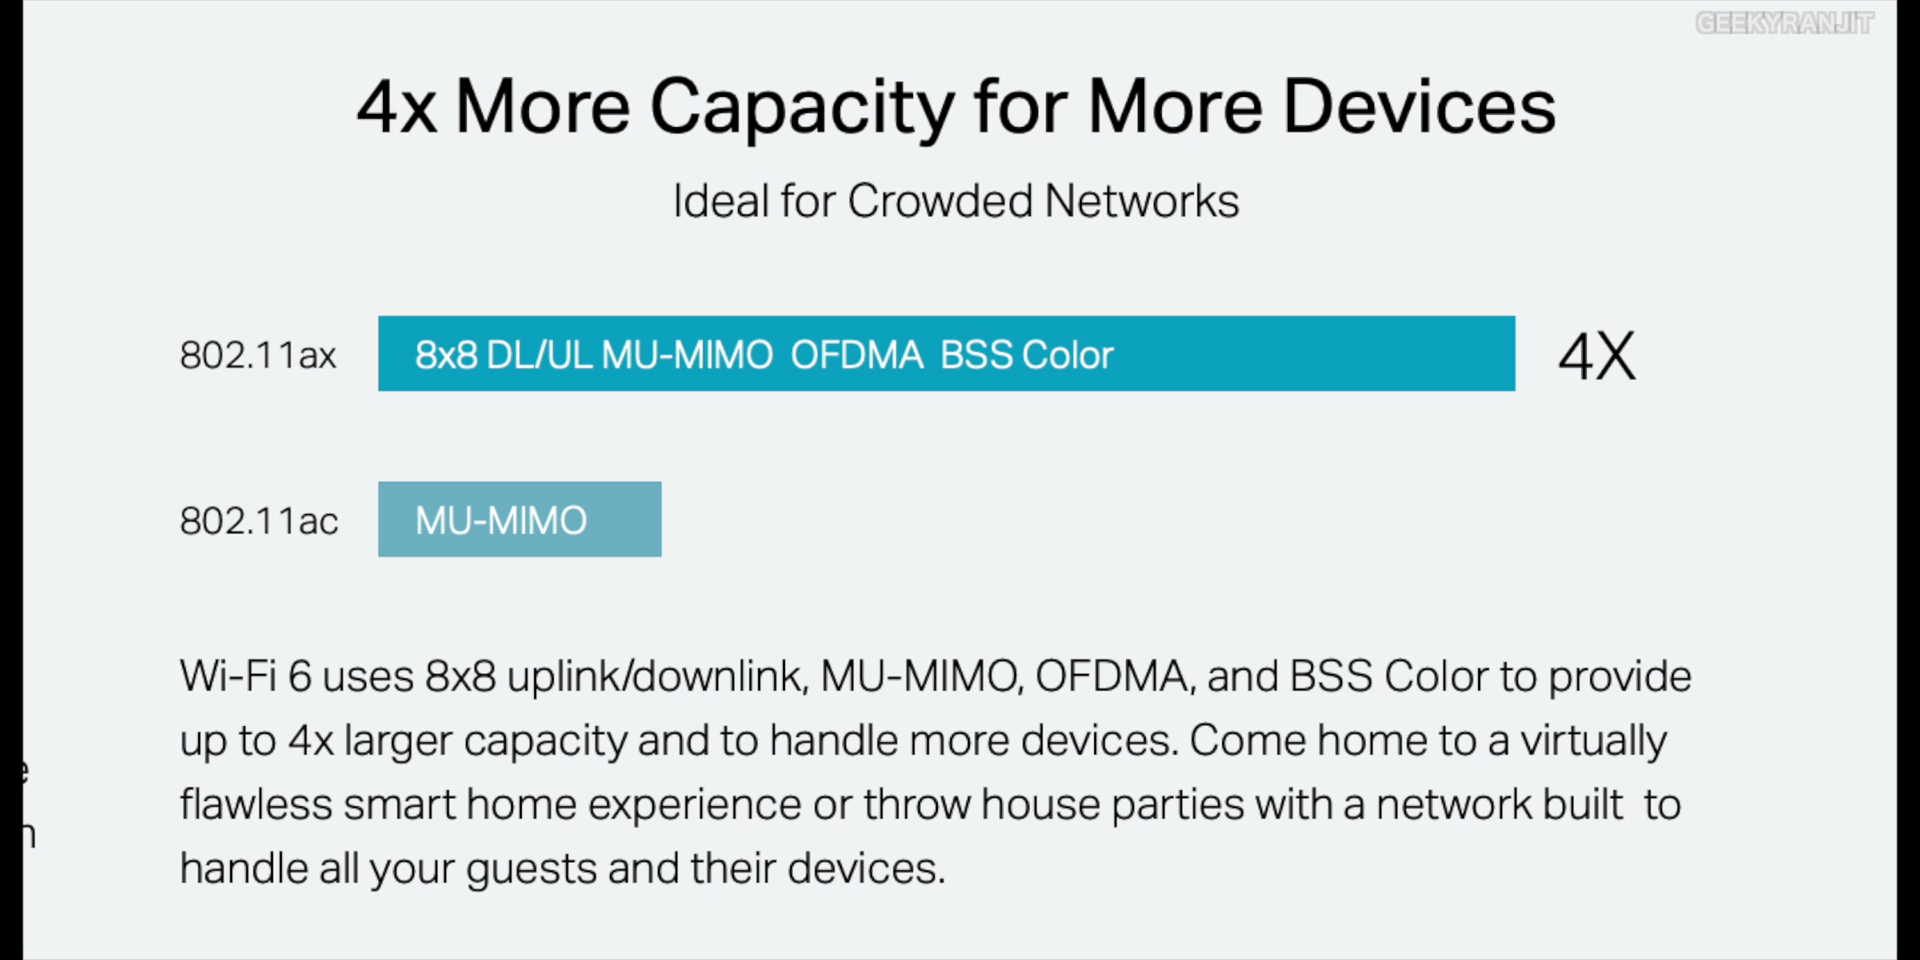 GEEKYRANJIT
4x More Capacity for More Devices
Ideal for Crowded Networks
802.11ax 8x8 DL/UL MU-MIMO OFDMA BSS Color 4X
802.11ac MU-MIMO
Wi-Fi 6 uses 8x8 uplink/downlink, MU-MIMO, OFDMA, and BSS Color to provide
up to 4x larger capacity and to handle more devices. Come home to a virtually
flawless smart home experience or throw house parties with a network built to
handle all your guests and their devices.